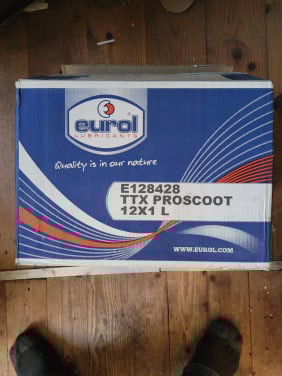 eurol
LUBRICANTS
Quality is in our nature
E128428
TTX PROSCOOT
12X1 L
WWW.EUROL.COM